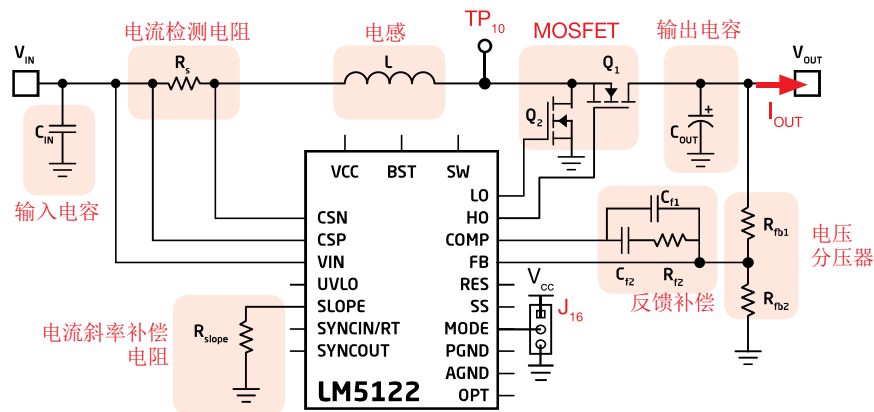 TP10
电流检测电阻
电感
MOSFET
输出电容
VIN
Rs
L
Q1
VOUT
CIN
Q2
COUT
+
IOUT
输入电容
VCC
BST
SW
LO
CSN
HO
Cf1
CSP
COMP
Rfb1
电压
分压器
VIN
FB
Cf2
Rf2
UVLO
RES
Vcc
反馈补偿
SLOPE
SS
J16
Rfb2
电流斜率补偿
电阻
Rslope
SYNCIN/RT
MODE
SYNCOUT
PGND
AGND
LM5122
OPT